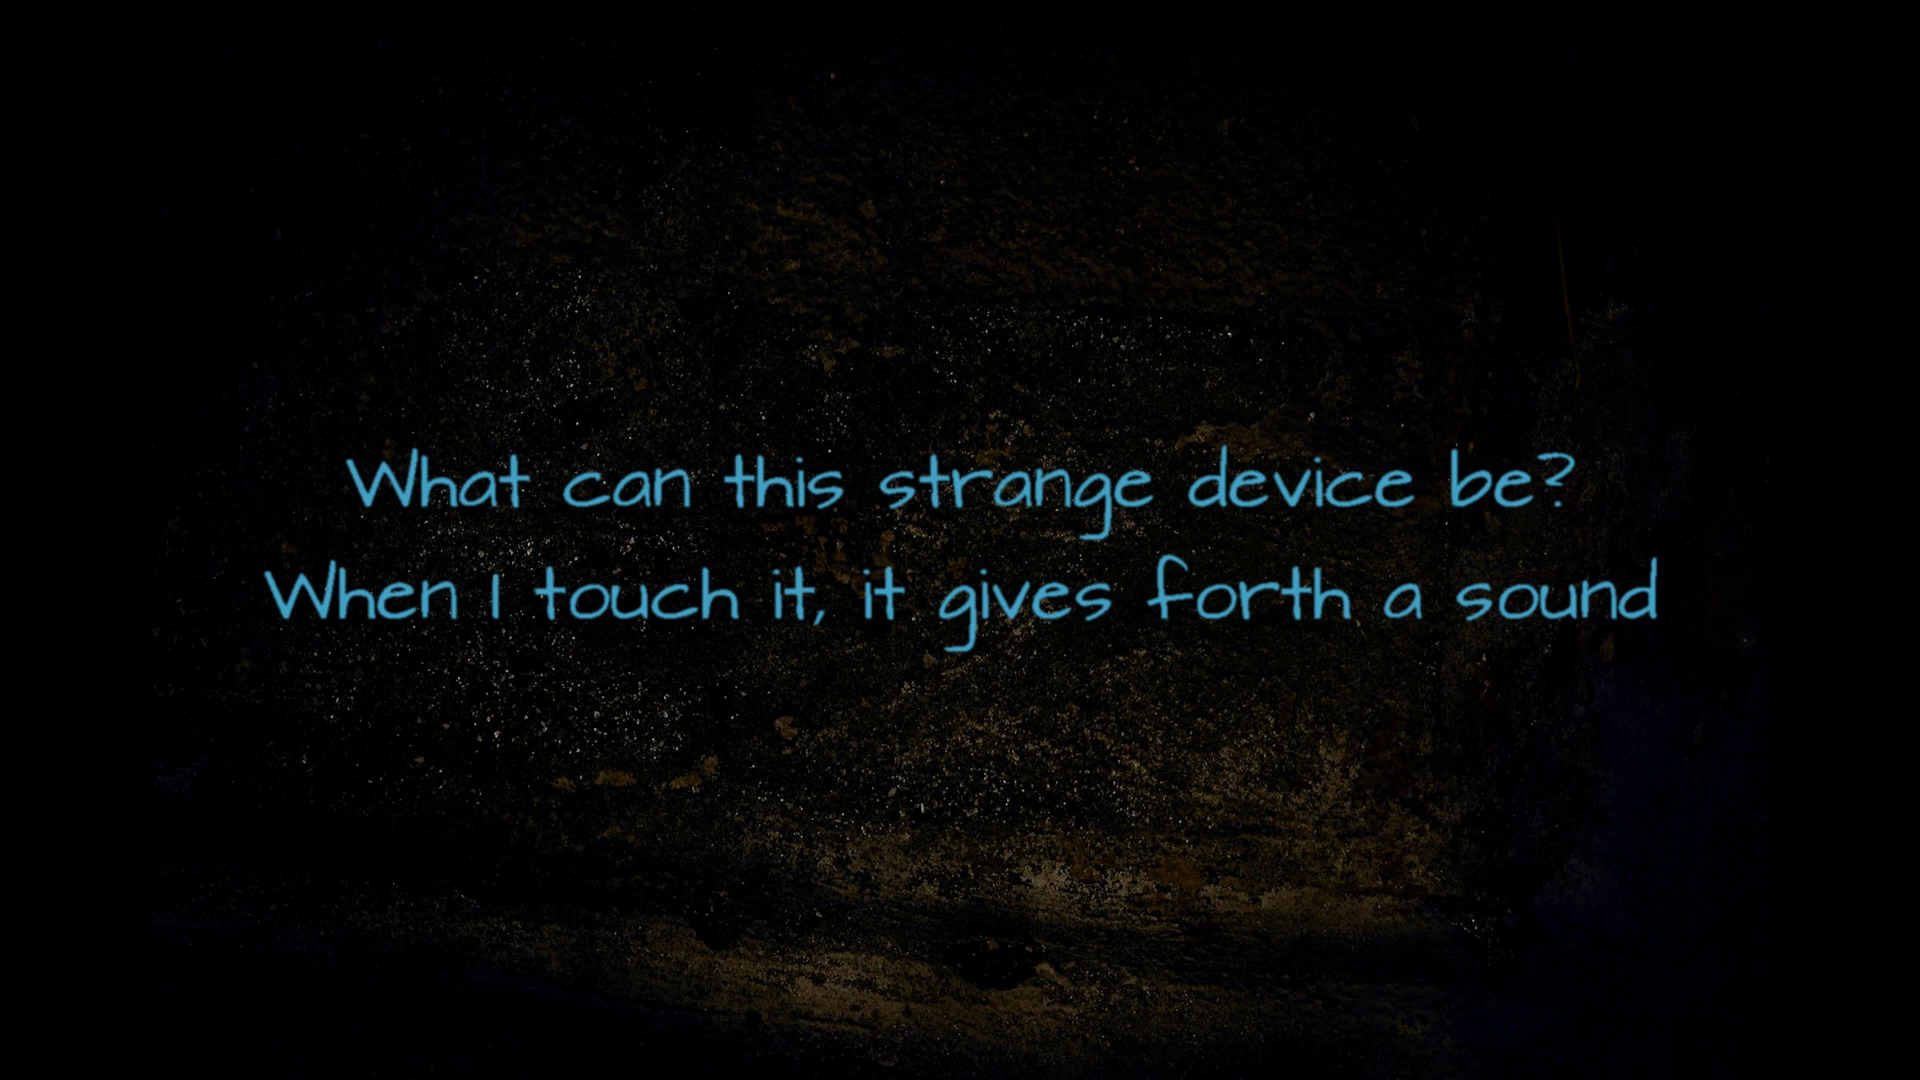 What can this strange device be?
When I touch it, it gives forth a sound